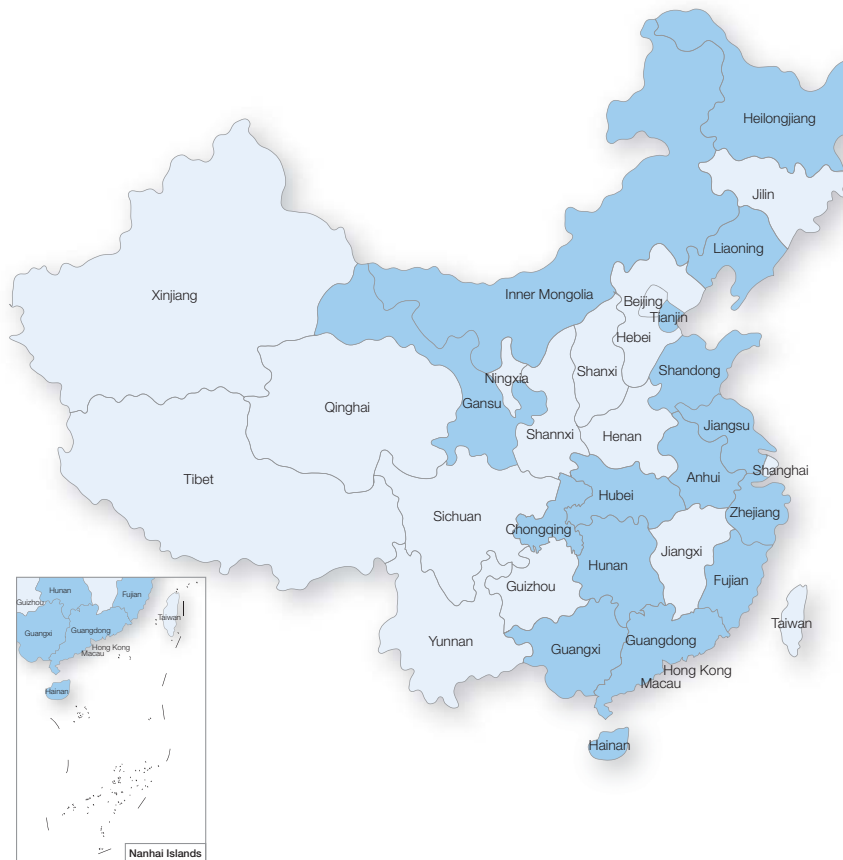 Heilongjiang
Jilin
Liaoning
Xinjiang
Inner Mongolia
Beijing
Tianjin
Hebei
Shanxi
Shandong
Ningxia
Qinghai
Gansu
Jiangsu
Shannxi
Henan
Shanghai
Tibet
Anhui
Hubei
Zhejiang
Sichuan
Chongqing
Jiangxi
Hunan
Fujian
Guizhou
Taiwan
Yunnan
Guangxi
Guangdong
Hong Kong
Macau
Hainan
Hunan
Fujian
Guizhou
Taiwan
Guangxi
Guangdong
Hong Kong
Macau
Hainan
Nanhai Islands